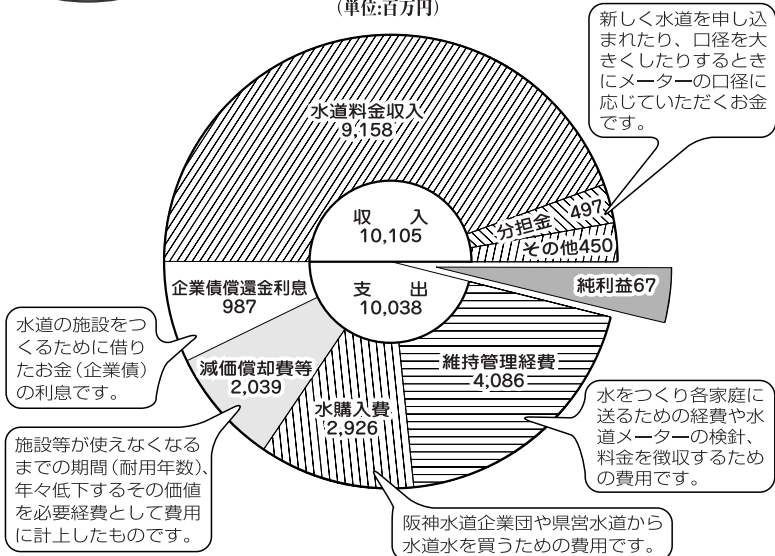 (単位:百万円)
新しく水道を申し込
まれたり、口径を大
きくしたりするとき
にメーターの口径に
応じていただくお金
です。
水道料金収入
9,158
分担金 497
その他450
収 入
10,105
支 出
10,038
純利益67
企業債償還金利息
987
減価償却費等
2,039
水購入費
2,926
維持管理経費
4,086
水道の施設をつ
くるために借り
たお金(企業債)
の利息です。
施設等が使えなくなる
までの期間(耐用年数)、
年々低下するその価値
を必要経費として費用
に計上したものです。
水をつくり各家庭に
送るための経費や水
道メーターの検針、
料金を徴収するため
の費用です。
阪神水道企業団や県営水道から
水道水を買うための費用です。